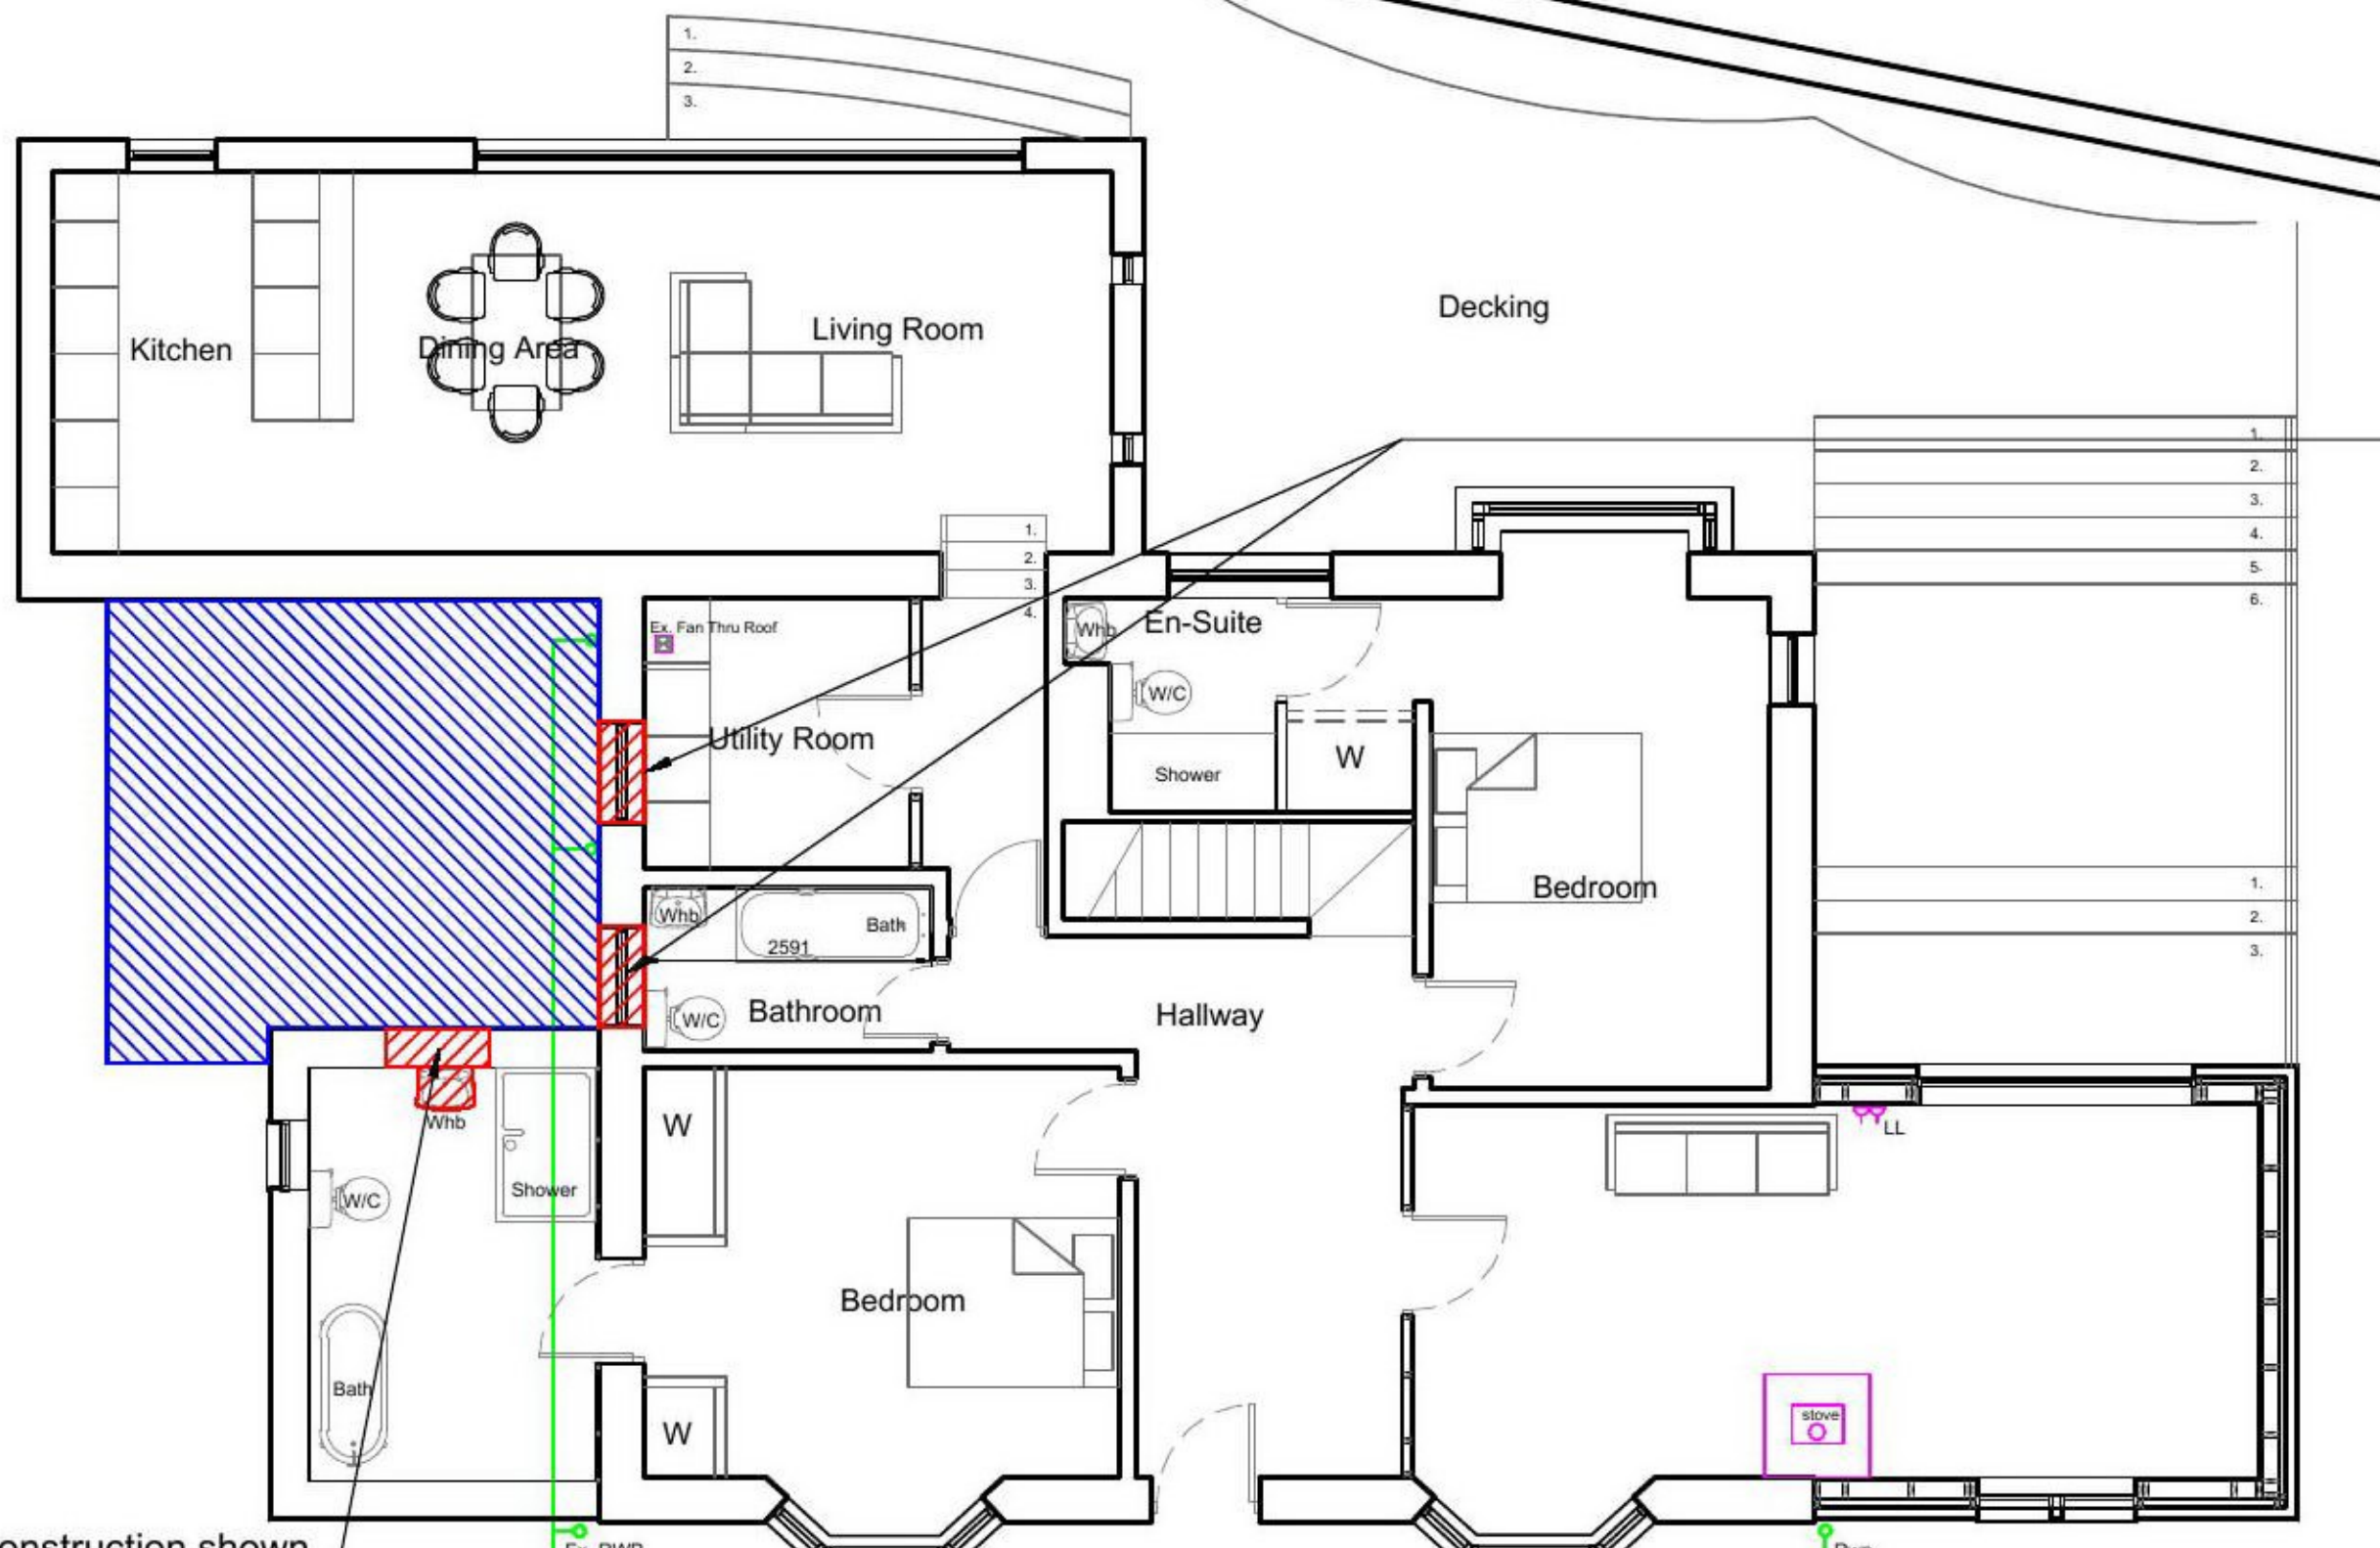 1.
2.
3.
Kitchen
Dining Area
Living Room
Decking
1.
2.
3.
4.
5.
6.
1.
2.
3.
4.
Ex. Fan Thru Roof
Utility Room
Whb
En-Suite
W/C
Shower
W
Bedroom
Whb
Bath
2591
W/C
Bathroom
Hallway
1.
2.
3.
Whb
W/C
Shower
Bath
W
W
Bedroom
LL
stove
onstruction shown